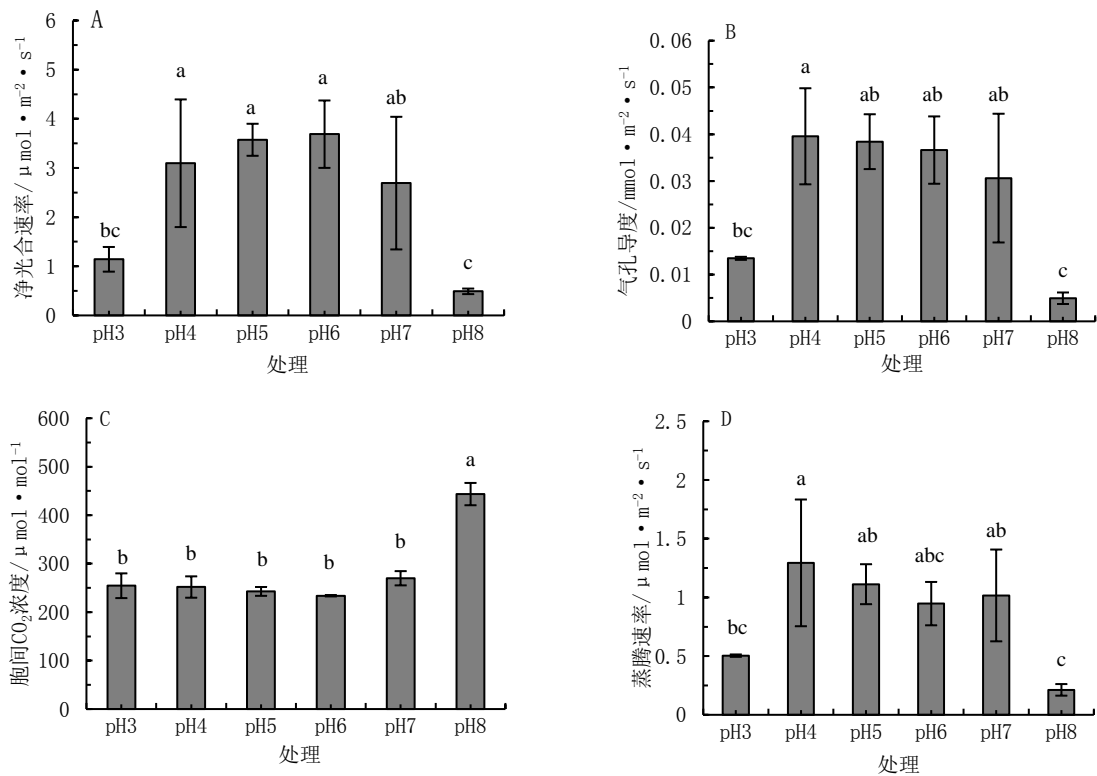 A
净光合速率/μmol·m⁻²·s⁻¹
6
5
4
3
2
1
0
bc
a
a
a
ab
c
pH3 pH4 pH5 pH6 pH7 pH8
处理
B
气孔导度/mmol·m⁻²·s⁻¹
0.06
0.05
0.04
0.03
0.02
0.01
0
bc
a
ab
ab
ab
c
pH3 pH4 pH5 pH6 pH7 pH8
处理
C
胞间CO₂浓度/μmol·mol⁻¹
600
500
400
300
200
100
0
b
b
b
b
b
a
pH3 pH4 pH5 pH6 pH7 pH8
处理
D
蒸腾速率/μmol·m⁻²·s⁻¹
2.5
2
1.5
1
0.5
0
bc
a
ab
abc
ab
c
pH3 pH4 pH5 pH6 pH7 pH8
处理